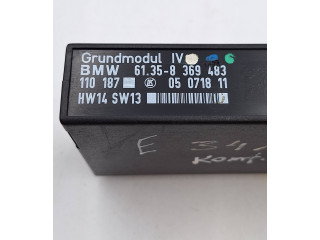 Grundmodul IV
BMW 61.35-8 369 483
110 187 05 0718 11
HW14 SW13
E 34
Komf